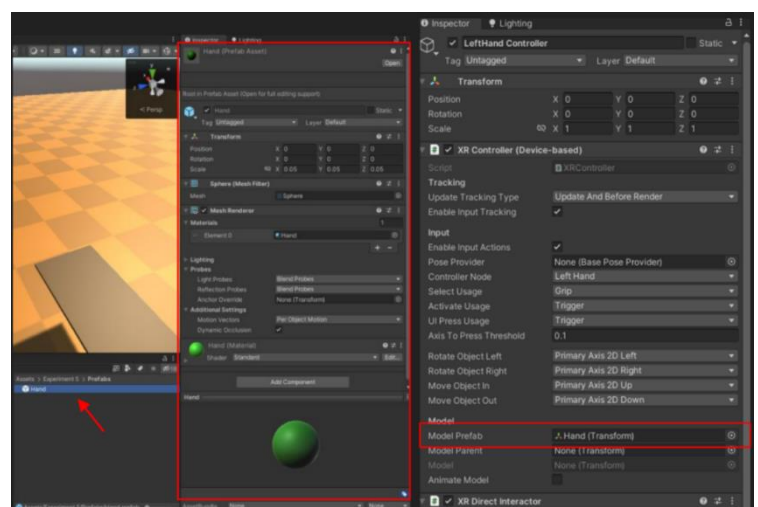 Inspector Lighting
Hand (Prefab Asset)
Open
Root in Prefab Asset (Open for full editing support)
Hand Static
Tag Untagged Layer Default
Transform
Position X 0 Y 0 Z 0
Rotation X 0 Y 0 Z 0
Scale X 0.05 Y 0.05 Z 0.05
Sphere (Mesh Filter)
Mesh Sphere
Mesh Renderer
Materials 1
Element 0 Hand
Lighting
Probes
Light Probes Blend Probes
Reflection Probes Blend Probes
Anchor Override None (Transform)
Additional Settings
Motion Vectors Per Object Motion
Dynamic Occlusion
Hand (Material)
Shader Standard Edit...
Add Component
Hand
< Persp
Assets > Experiment 5 > Prefabs
Hand
Inspector Lighting
LeftHand Controller Static
Tag Untagged Layer Default
Transform
Position X 0 Y 0 Z 0
Rotation X 0 Y 0 Z 0
Scale X 1 Y 1 Z 1
XR Controller (Device-based)
Script XRController
Tracking
Update Tracking Type Update And Before Render
Enable Input Tracking
Input
Enable Input Actions
Pose Provider None (Base Pose Provider)
Controller Node Left Hand
Select Usage Grip
Activate Usage Trigger
UI Press Usage Trigger
Axis To Press Threshold 0.1
Rotate Object Left Primary Axis 2D Left
Rotate Object Right Primary Axis 2D Right
Move Object In Primary Axis 2D Up
Move Object Out Primary Axis 2D Down
Model
Model Prefab Hand (Transform)
Model Parent None (Transform)
Model None (Transform)
Animate Model
XR Direct Interactor